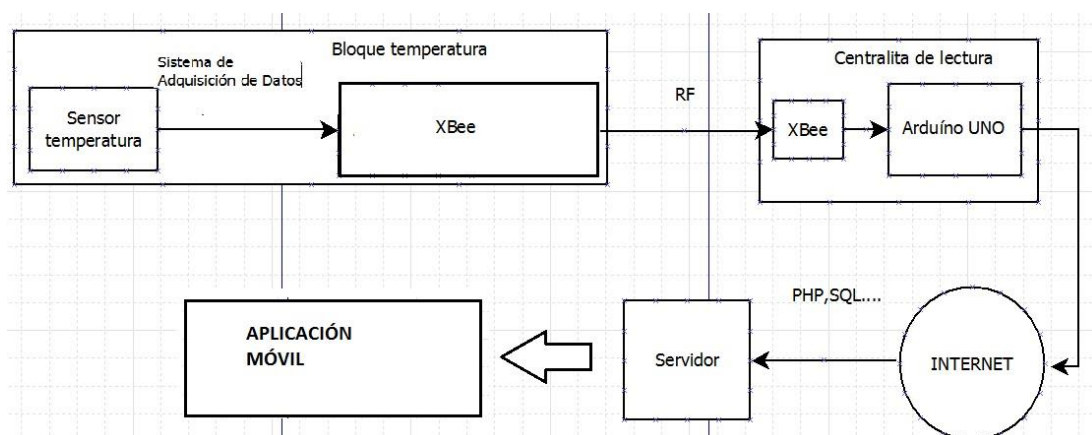 Bloque temperatura
Sistema de
Adquisición de Datos
Sensor
temperatura
XBee
RF
Centralita de lectura
XBee
Arduíno UNO
PHP,SQL....
INTERNET
Servidor
APLICACIÓN
MÓVIL